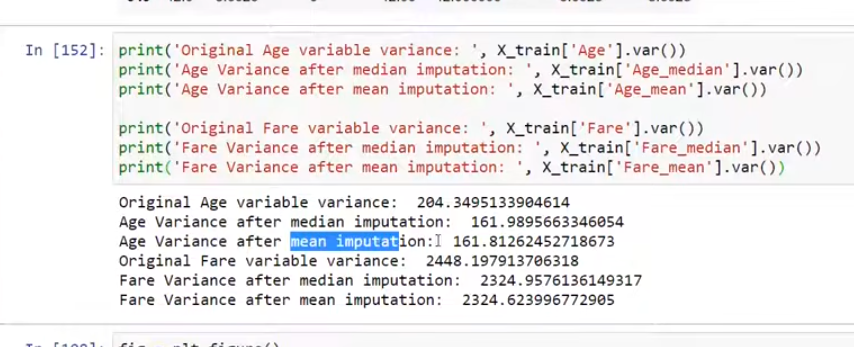 In [152]: print('Original Age variable variance: ', X_train['Age'].var())
print('Age Variance after median imputation: ', X_train['Age_median'].var())
print('Age Variance after mean imputation: ', X_train['Age_mean'].var())
print('Original Fare variable variance: ', X_train['Fare'].var())
print('Fare Variance after median imputation: ', X_train['Fare_median'].var())
print('Fare Variance after mean imputation: ', X_train['Fare_mean'].var())
Original Age variable variance:  204.3495133904614
Age Variance after median imputation:  161.9895663346054
Age Variance after mean imputation:  161.81262452718673
Original Fare variable variance:  2448.197913706318
Fare Variance after median imputation:  2324.9576136149317
Fare Variance after mean imputation:  2324.623996772905